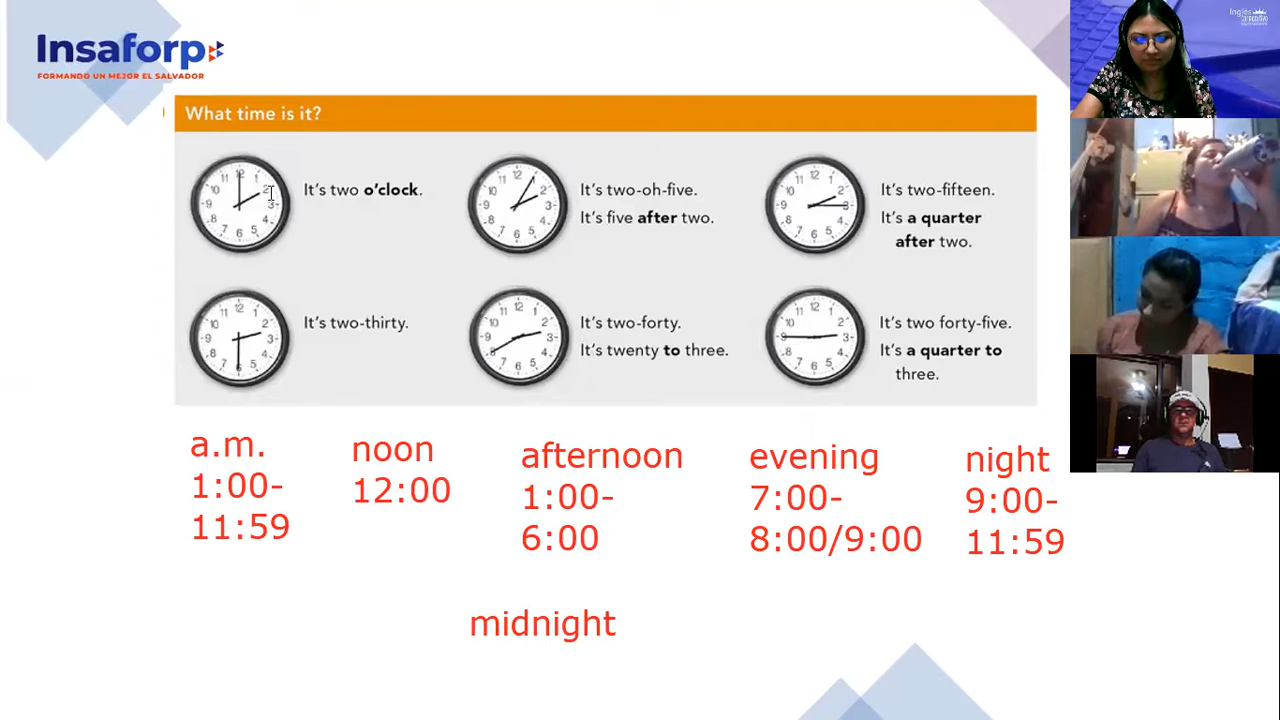 Insaforp
FORMANDO UN MEJOR EL SALVADOR
What time is it?
It's two o'clock.
It's two-oh-five.
It's five after two.
It's two-fifteen.
It's a quarter
after two.
It's two-thirty.
It's two-forty.
It's twenty to three.
It's two forty-five.
It's a quarter to
three.
a.m.
1:00-
11:59
noon
12:00
afternoon
1:00-
6:00
evening
7:00-
8:00/9:00
night
9:00-
11:59
midnight
Inglés